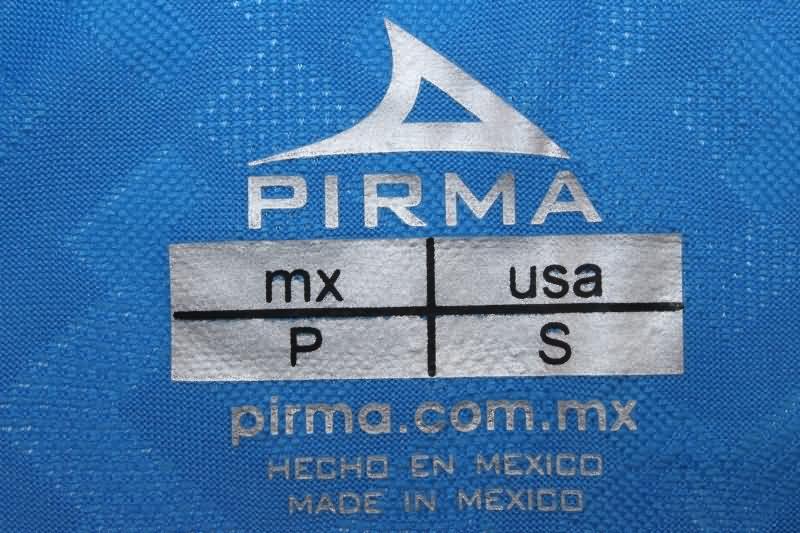 PIRMA
mx usa
P S
pirma.com.mx
HECHO EN MEXICO
MADE IN MEXICO